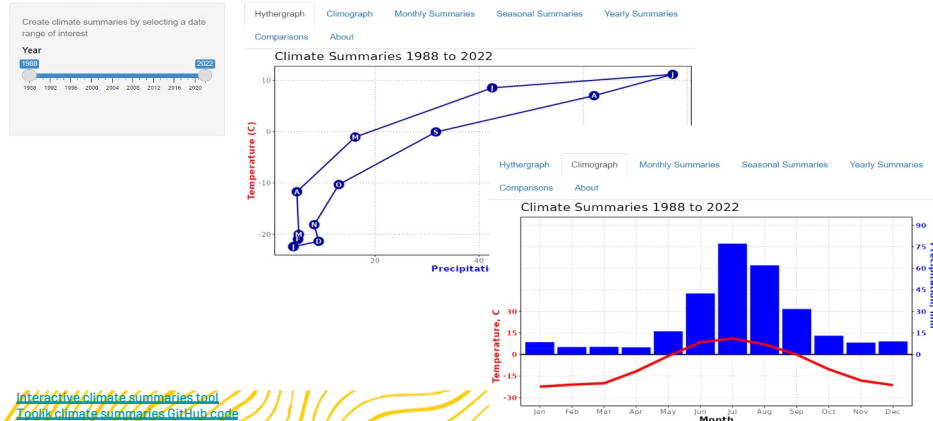 Create climate summaries by selecting a date
range of interest
Year
1988 2022
1988 1992 1996 2000 2004 2008 2012 2016 2020
Hythergraph Climograph Monthly Summaries Seasonal Summaries Yearly Summaries
Comparisons About
Climate Summaries 1988 to 2022
Temperature (C)
10
0
-10
-20
J
J
A
M
S
A
O
N
M
D
J
20 40
Precipitati
Hythergraph Climograph Monthly Summaries Seasonal Summaries Yearly Summaries
Comparisons About
Climate Summaries 1988 to 2022
Temperature, C
30
15
0
-15
-30
90
75
60
45
30
15
0
Jan Feb Mar Apr May Jun Jul Aug Sep Oct Nov Dec
Month
Interactive climate summaries tool
Toolik climate summaries GitHub code